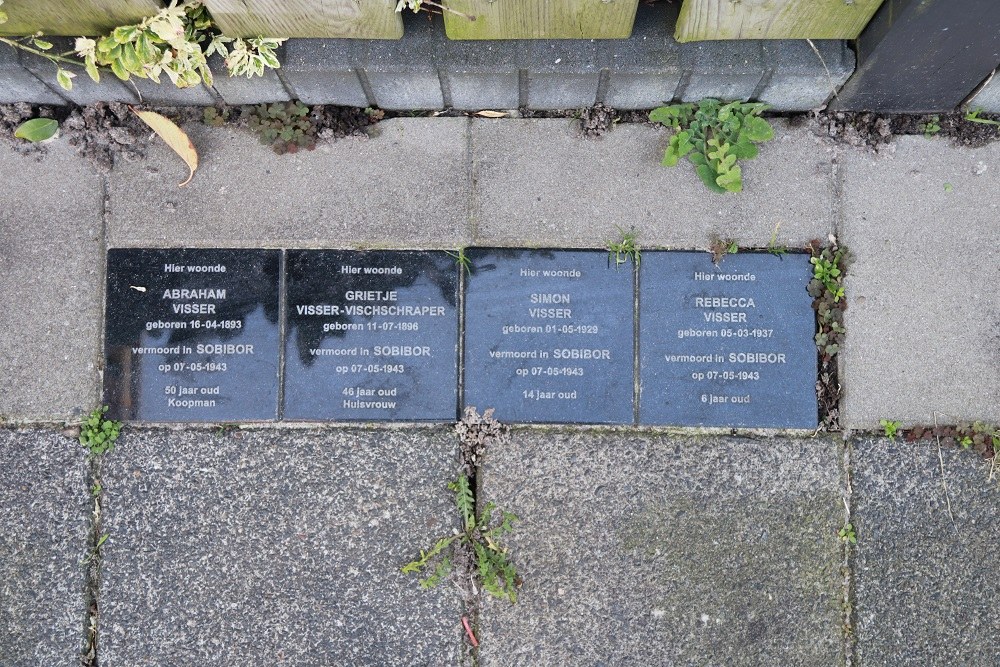 Hier woonde
ABRAHAM
VISSER
geboren 16-04-1893
vermoord in SOBIBOR
op 07-05-1943
50 jaar oud
Koopman
Hier woonde
GRIETJE
VISSER-VISCHSCHRAPER
geboren 11-07-1896
vermoord in SOBIBOR
op 07-05-1943
46 jaar oud
Huisvrouw
Hier woonde
SIMON
VISSER
geboren 01-05-1929
vermoord in SOBIBOR
op 07-05-1943
14 jaar oud
Hier woonde
REBECCA
VISSER
geboren 05-03-1937
vermoord in SOBIBOR
op 07-05-1943
6 jaar oud